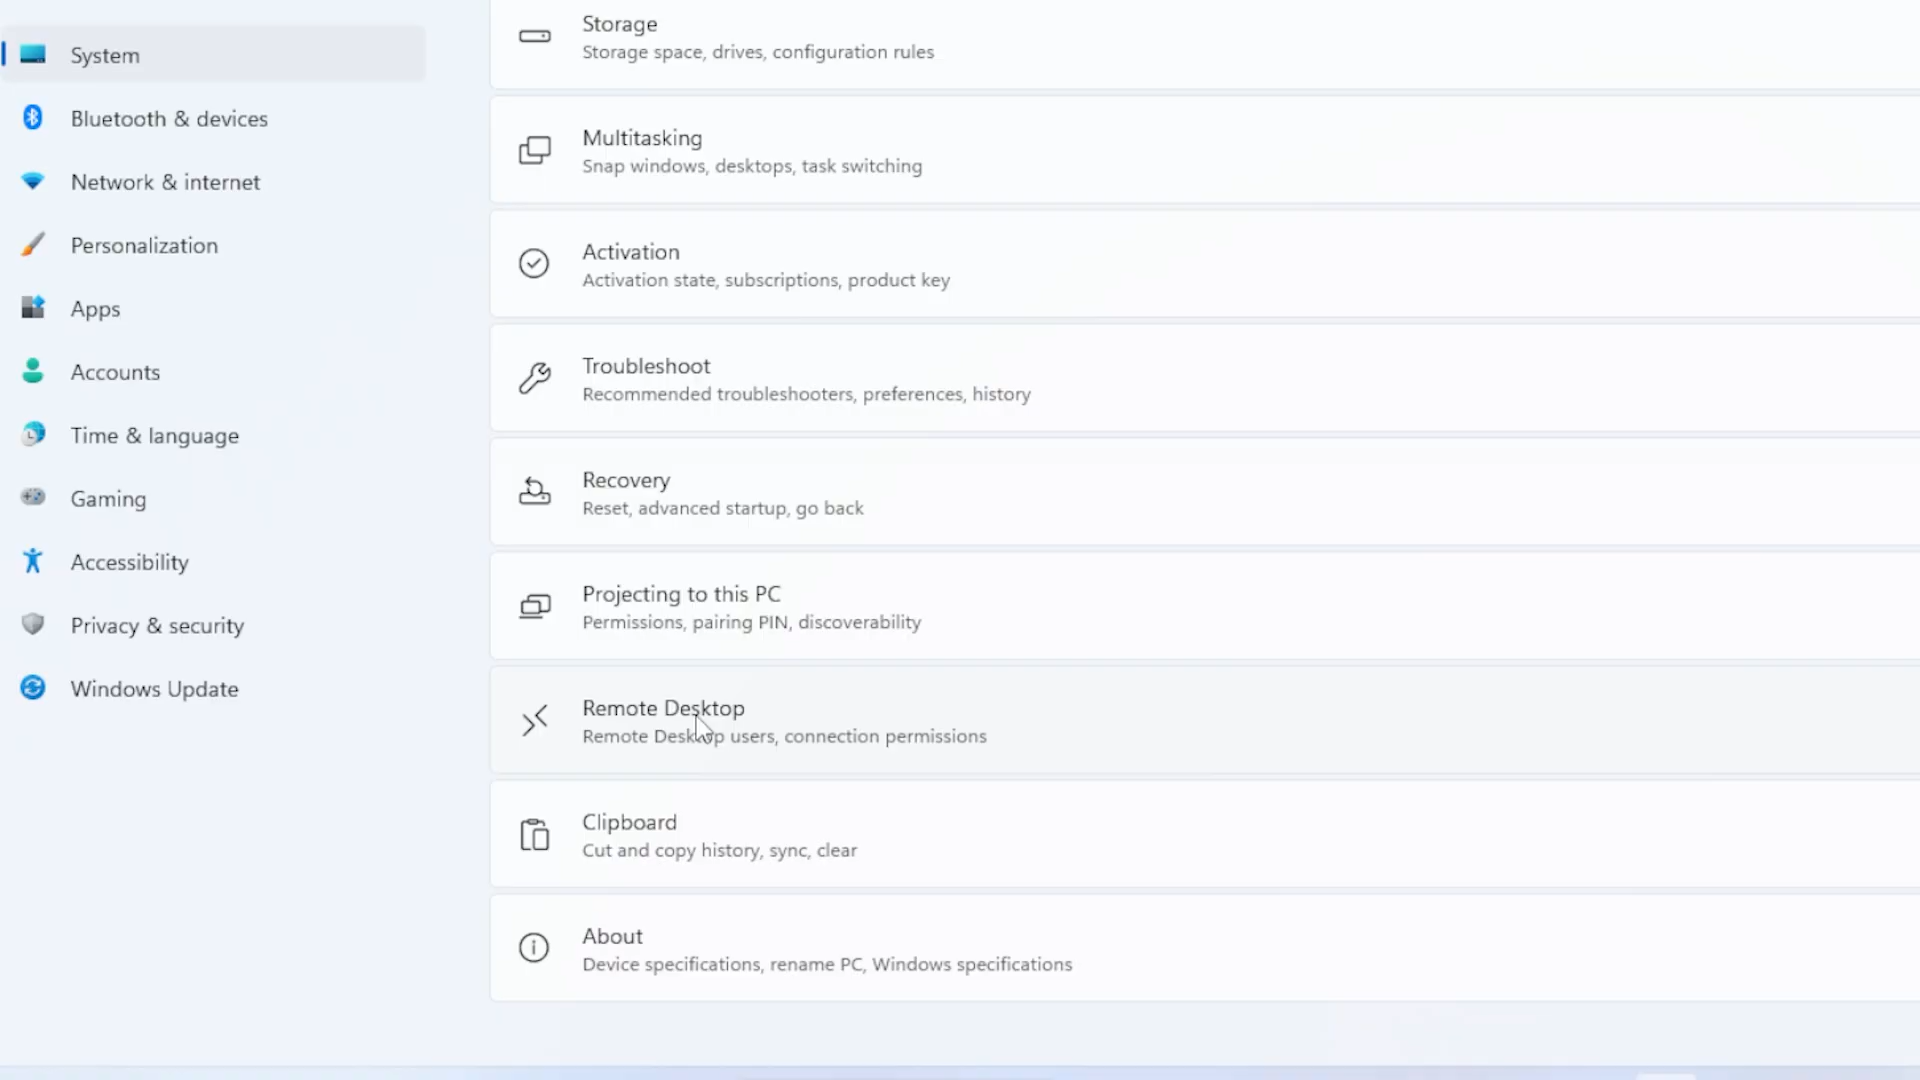 System
Bluetooth & devices
Network & internet
Personalization
Apps
Accounts
Time & language
Gaming
Accessibility
Privacy & security
Windows Update
Storage
Storage space, drives, configuration rules
Multitasking
Snap windows, desktops, task switching
Activation
Activation state, subscriptions, product key
Troubleshoot
Recommended troubleshooters, preferences, history
Recovery
Reset, advanced startup, go back
Projecting to this PC
Permissions, pairing PIN, discoverability
Remote Desktop
Remote Desktop users, connection permissions
Clipboard
Cut and copy history, sync, clear
About
Device specifications, rename PC, Windows specifications